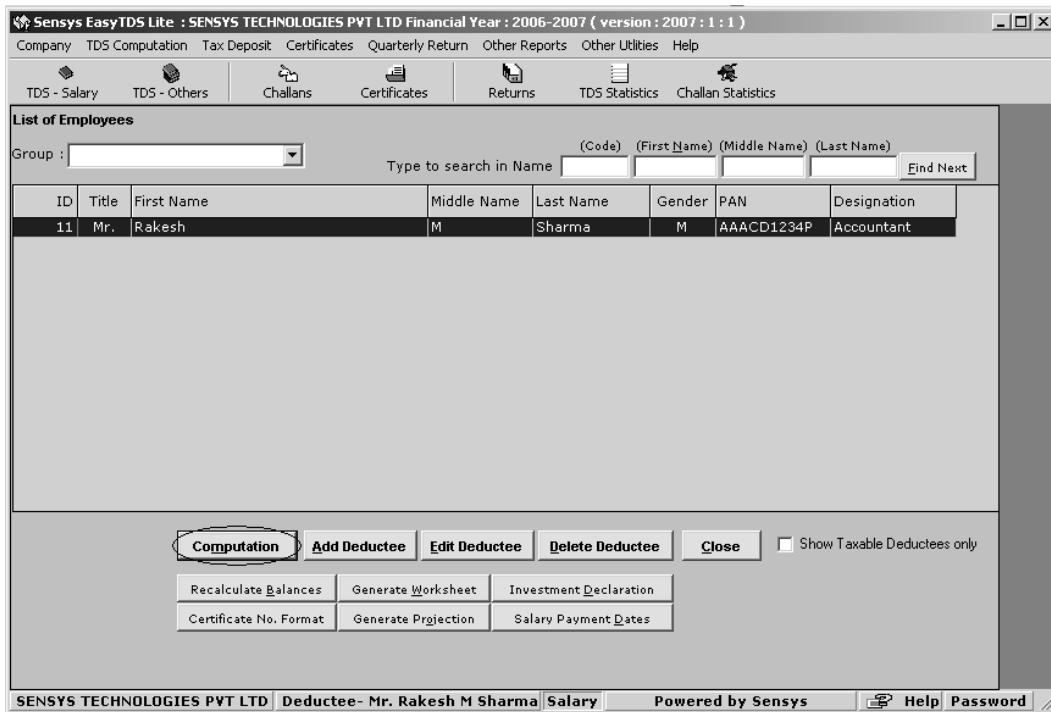 Sensys EasyTDS Lite : SENSYS TECHNOLOGIES PVT LTD Financial Year : 2006-2007 ( version : 2007 : 1 : 1 )
Company TDS Computation Tax Deposit Certificates Quarterly Return Other Reports Other Utlities Help
TDS - Salary TDS - Others Challans Certificates Returns TDS Statistics Challan Statistics
List of Employees
(Code) (First Name) (Middle Name) (Last Name)
Group : Type to search in Name Find Next
ID Title First Name Middle Name Last Name Gender PAN Designation
11 Mr. Rakesh M Sharma M AAACD1234P Accountant
Computation Add Deductee Edit Deductee Delete Deductee Close Show Taxable Deductees only
Recalculate Balances Generate Worksheet Investment Declaration
Certificate No. Format Generate Projection Salary Payment Dates
SENSYS TECHNOLOGIES PVT LTD Deductee- Mr. Rakesh M Sharma Salary Powered by Sensys Help Password